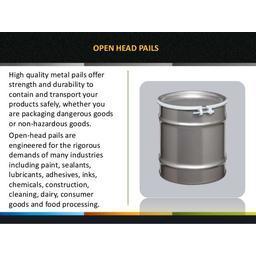 OPEN HEAD PAILS
High quality metal pails offer
strength and durability to
contain and transport your
products safely, whether you
are packaging dangerous goods
or non-hazardous goods.
Open-head pails are
engineered for the rigorous
demands of many industries
including paint, sealants,
lubricants, adhesives, inks,
chemicals, construction,
cleaning, dairy, consumer
goods and food processing.